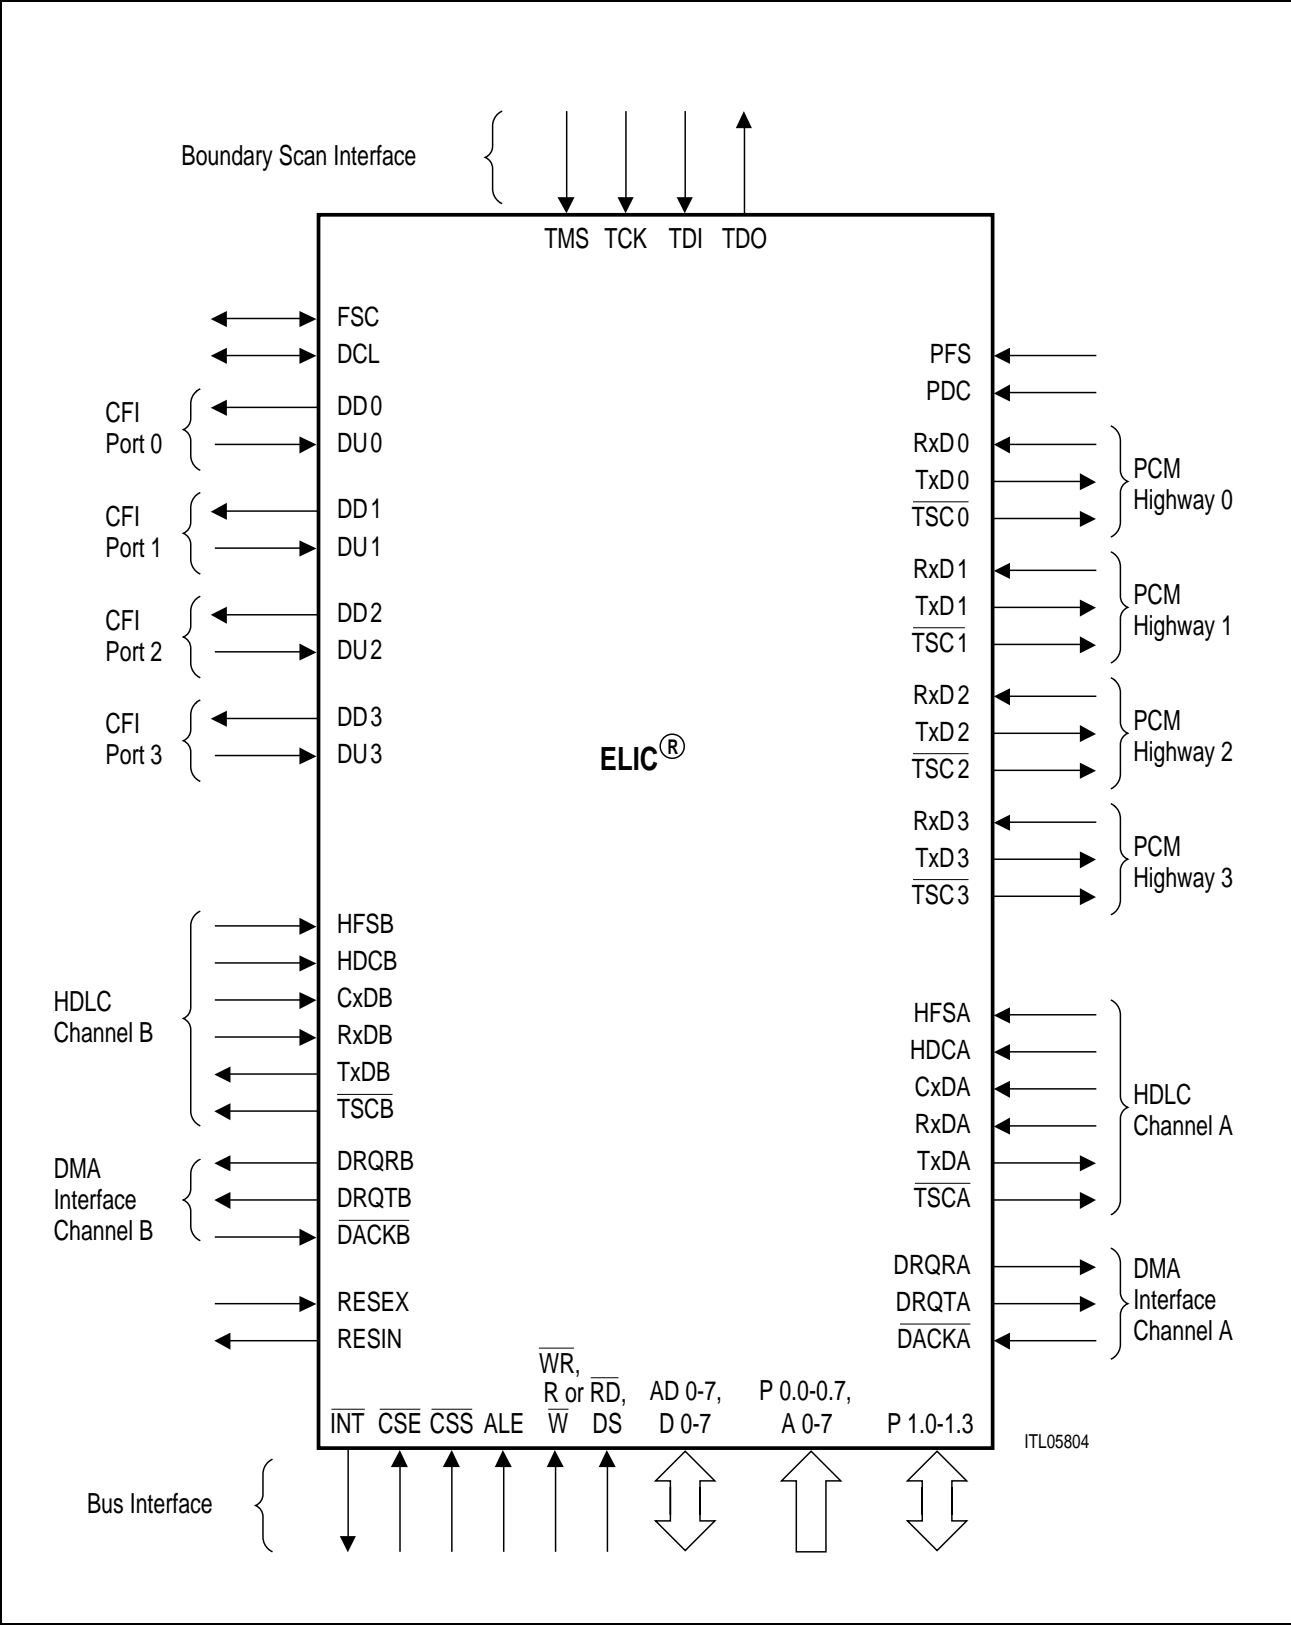 Boundary Scan Interface
TMS TCK TDI TDO
FSC
DCL
CFI
Port 0
DD0
DU0
CFI
Port 1
DD1
DU1
CFI
Port 2
DD2
DU2
CFI
Port 3
DD3
DU3
ELIC®
PFS
PDC
RxD0
TxD0
TSC0
PCM
Highway 0
RxD1
TxD1
TSC1
PCM
Highway 1
RxD2
TxD2
TSC2
PCM
Highway 2
RxD3
TxD3
TSC3
PCM
Highway 3
HDLC
Channel B
HFSB
HDCB
CxDB
RxDB
TxDB
TSCB
DMA
Interface
Channel B
DRQRB
DRQTB
DACKB
RESEX
RESIN
HFSA
HDCA
CxDA
RxDA
TxDA
TSCA
HDLC
Channel A
DRQRA
DRQTA
DACKA
DMA
Interface
Channel A
WR,
R or RD, AD 0-7, P 0.0-0.7,
INT CSE CSS ALE W DS D 0-7 A 0-7 P 1.0-1.3
ITL05804
Bus Interface